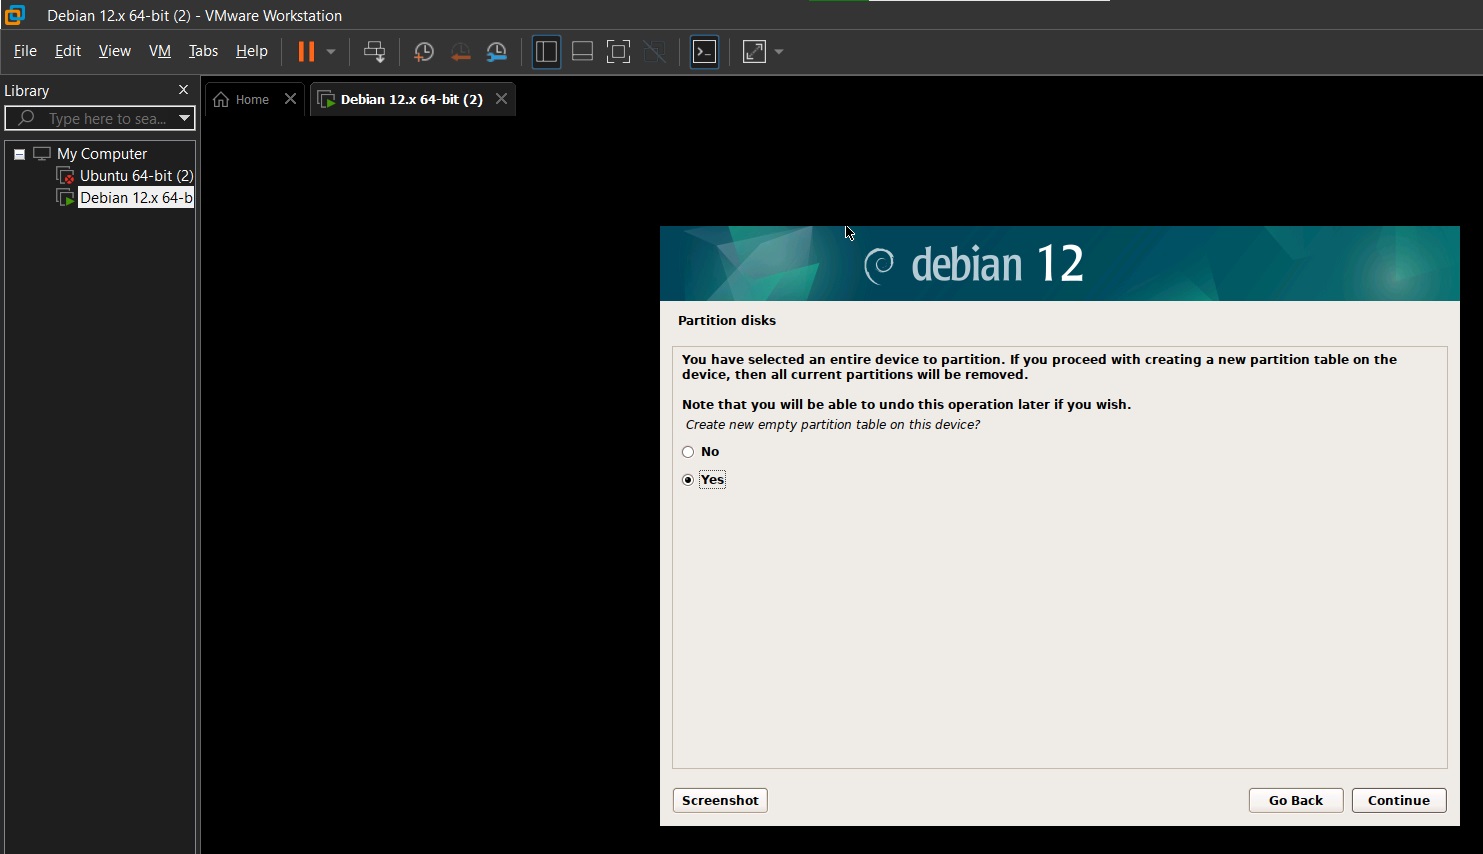 Debian 12.x 64-bit (2) - VMware Workstation
File Edit View VM Tabs Help
Library
Type here to sea...
Home
Debian 12.x 64-bit (2)
My Computer
Ubuntu 64-bit (2)
Debian 12.x 64-b
debian 12
Partition disks
You have selected an entire device to partition. If you proceed with creating a new partition table on the
device, then all current partitions will be removed.
Note that you will be able to undo this operation later if you wish.
Create new empty partition table on this device?
No
Yes
Screenshot
Go Back
Continue